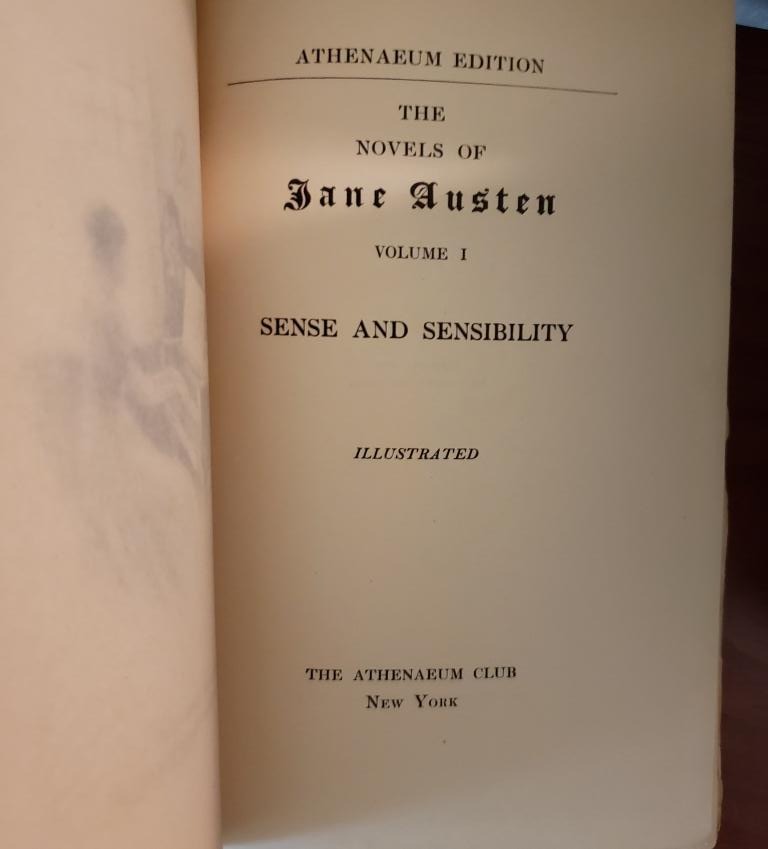 ATHENAEUM EDITION
THE
NOVELS OF
Jane Austen
VOLUME I
SENSE AND SENSIBILITY
ILLUSTRATED
THE ATHENAEUM CLUB
NEW YORK